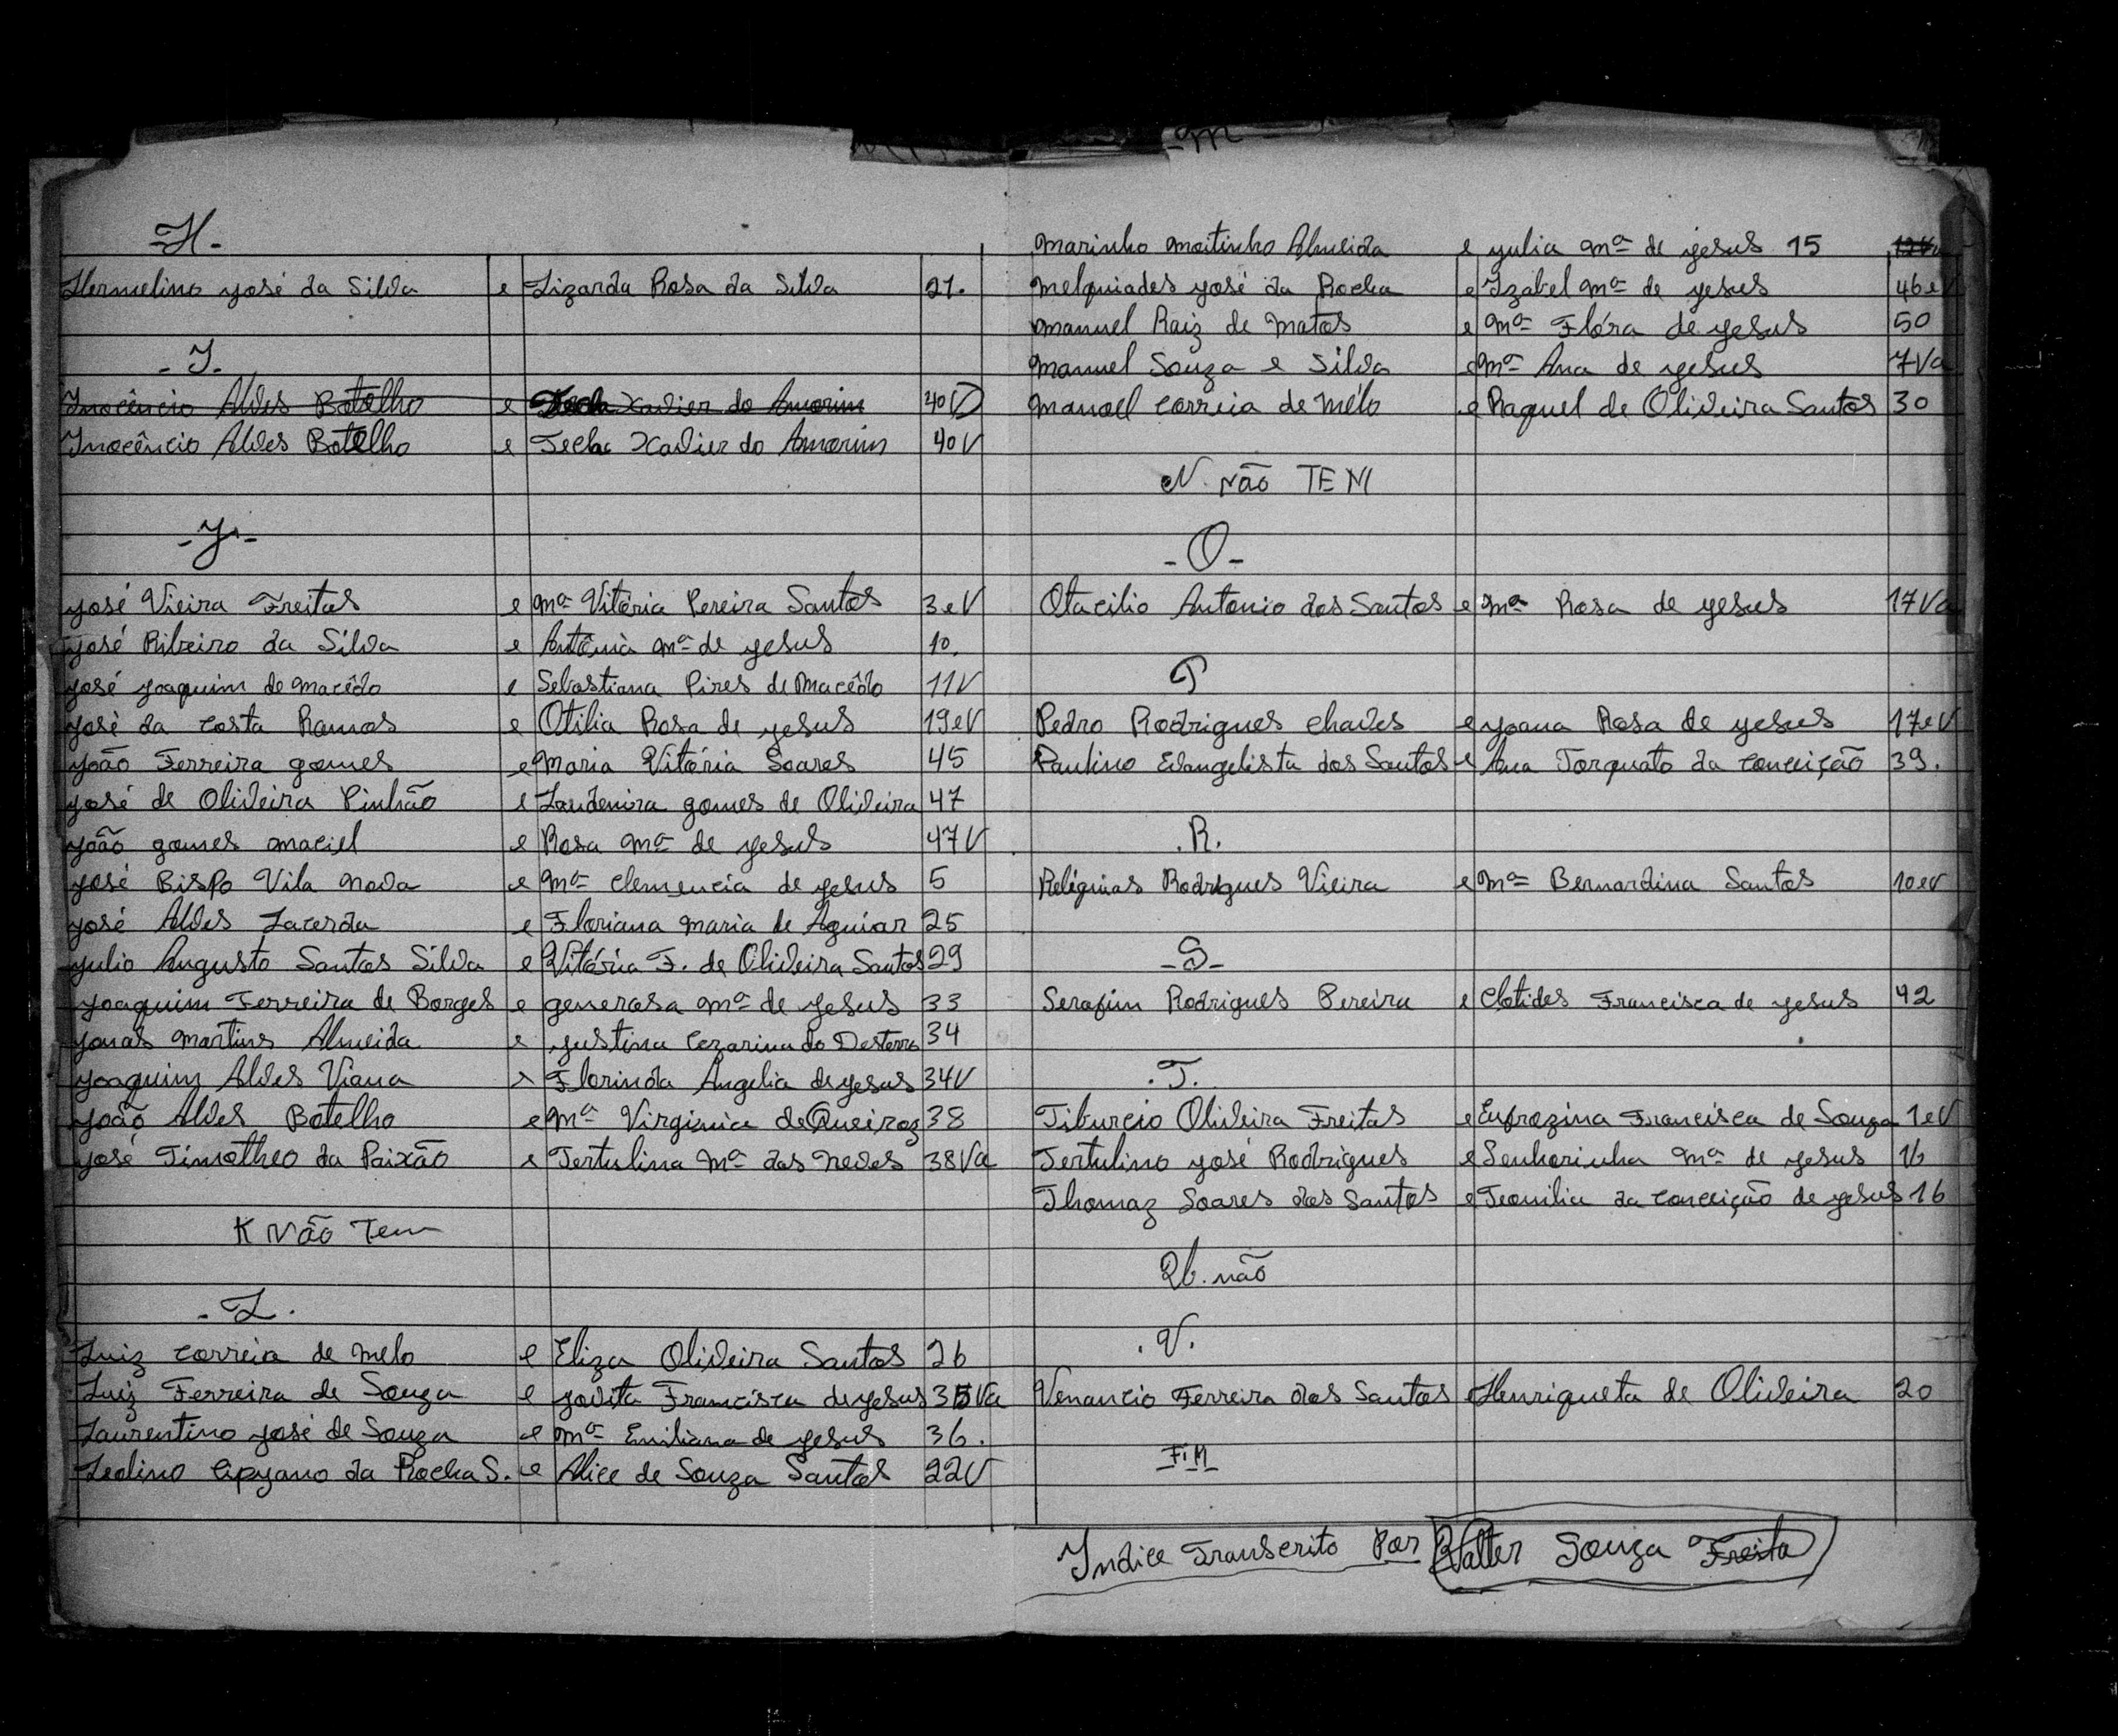 -H-
Hermelino José da Silva e Lizarda Rosa da Silva 21.
-I-
Inocêncio Alves Botelho e Tecla Xavier do Amorim 40V
Inocêncio Alves Botelho e Tecla Xavier do Amorim 40V
-J-
José Vieira Freitas e Mª Vitória Pereira Santos 3eV
José Ribeiro da Silva e Antônia Mª de Jesus 10.
José Joaquim de Macêdo e Sebastiana Pires de Macêdo 11V
José da Costa Ramos e Otilia Rosa de Jesus 19eV
João Ferreira Gomes e Maria Vitória Soares 45
José de Oliveira Pinhão e Laudenira Gomes de Oliveira 47
João Gomes Maciel e Rosa Mª de Jesus 47V
José Bispo Vila Nova e Mª Clemencia de Jesus 5
José Alves Lacerda e Floriana Maria de Aguiar 25
Julio Augusto Santos Silva e Vitória F. de Oliveira Santos 29
Joaquim Ferreira de Borges e Generosa Mª de Jesus 33
Jonas Martins Almeida e Justina Cezarina do Desterro 34
Joaquim Alves Viana e Florinda Angelia de Jesus 34V
João Alves Botelho e Mª Virginia de Queiroz 38
José Timotheo da Paixão e Tertulina Mª das Neves 38Va
K Não Tem
-L.
Luiz Correia de Melo e Eliza Oliveira Santos 26
Luiz Ferreira de Souza e Jovita Francisca de Jesus 35Va
Laurentino José de Souza e Mª Emiliana de Jesus 36.
Leolino Cipyano da Rocha S. e Alice de Souza Santos 22V
-M-
Marinho Moitinho Almeida e Julia Mª de Jesus 15
Melquiades José da Rocha e Izabel Mª de Jesus 46eV
Manuel Raiz de Matos e Mª Flóra de Jesus 50
Manuel Souza e Silva e Mª Ana de Jesus 7Va
Manoel Correia de Mélo e Raquel de Oliveira Santos 30
N. Não TEM
-O-
Otacilio Antonio dos Santos e Mª Rosa de Jesus 17Va
P
Pedro Rodrigues Chaves e Joana Rosa de Jesus 17eV
Paulino Evangelista dos Santos e Ana Torquato da Conceição 39.
.R.
Reliquias Rodrigues Vieira e Mª Bernardina Santos 10eV
-S-
Serafim Rodrigues Pereira e Clotides Francisca de Jesus 42
.T.
Tiburcio Oliveira Freitas e Eufrozina Francisca de Souza 1eV
Tertulino José Rodrigues e Senhorinha Mª de Jesus 16
Thomaz Soares dos Santos e Teonilia da Conceição de Jesus 16
U. não
.V.
Venancio Ferreira dos Santos e Henriqueta de Oliveira 20
FiM
Indice Transcrito Por Valter Souza Freita